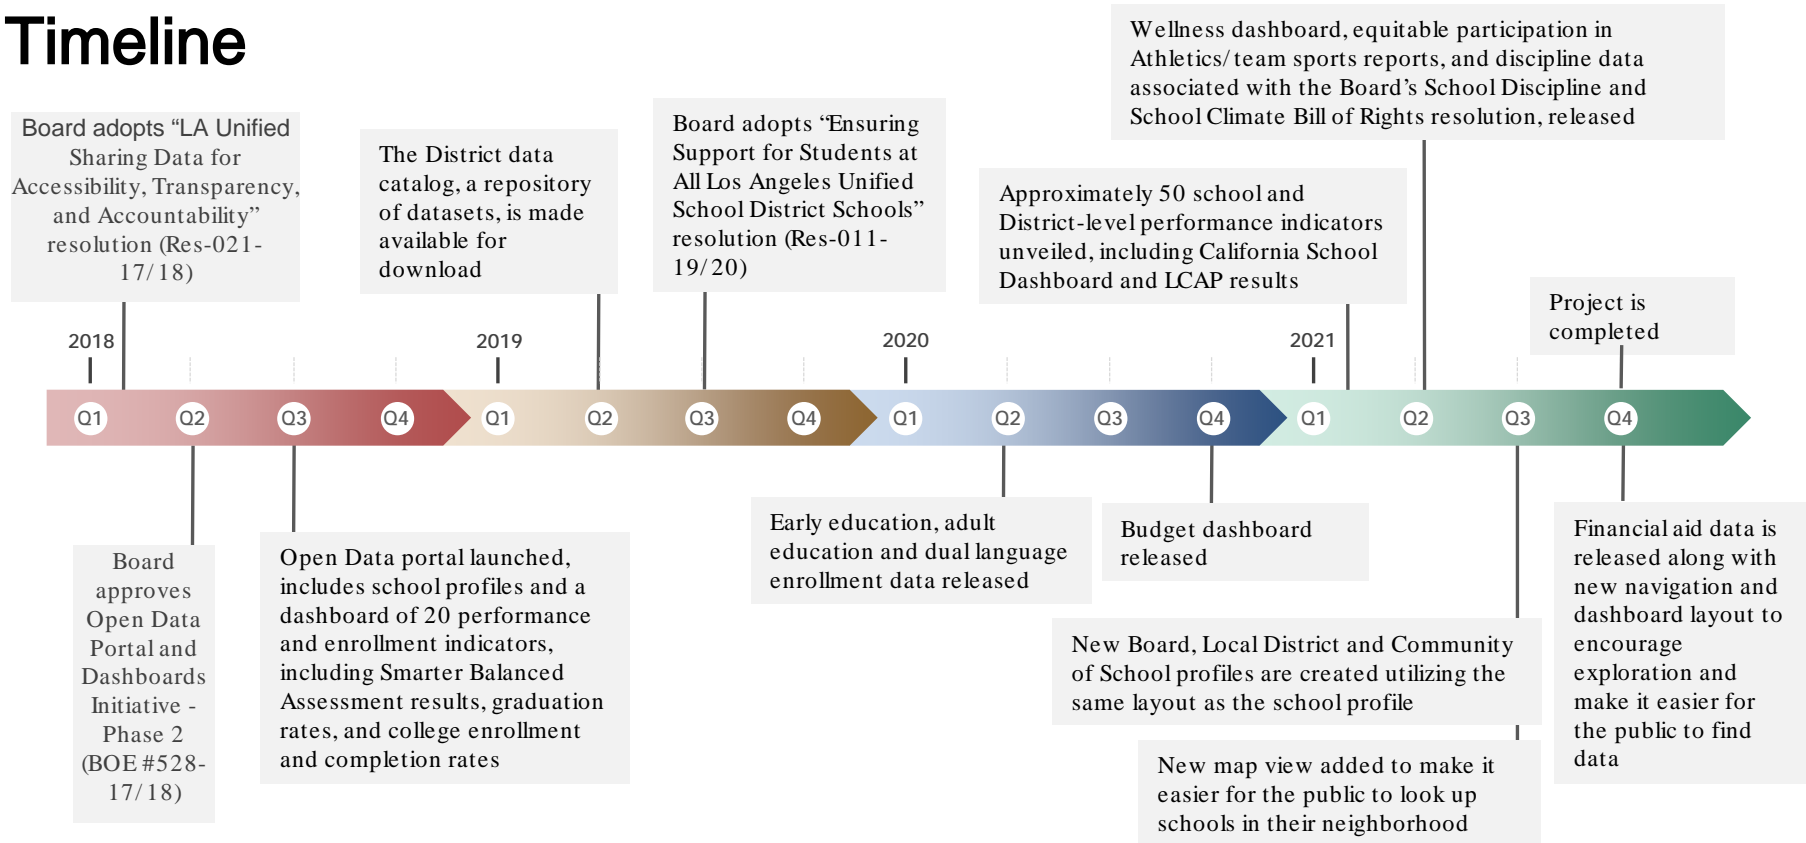 Timeline
Board adopts “LA Unified
Sharing Data for
Accessibility, Transparency,
and Accountability”
resolution (Res-021-
17/18)
The District data
catalog, a repository
of datasets, is made
available for
download
Board adopts “Ensuring
Support for Students at
All Los Angeles Unified
School District Schools”
resolution (Res-011-
19/20)
Wellness dashboard, equitable participation in
Athletics/team sports reports, and discipline data
associated with the Board’s School Discipline and
School Climate Bill of Rights resolution, released
Approximately 50 school and
District-level performance indicators
unveiled, including California School
Dashboard and LCAP results
Project is
completed
2018
2019
2020
2021
Q1
Q2
Q3
Q4
Q1
Q2
Q3
Q4
Q1
Q2
Q3
Q4
Q1
Q2
Q3
Q4
Board
approves
Open Data
Portal and
Dashboards
Initiative -
Phase 2
(BOE #528-
17/18)
Open Data portal launched,
includes school profiles and a
dashboard of 20 performance
and enrollment indicators,
including Smarter Balanced
Assessment results, graduation
rates, and college enrollment
and completion rates
Early education, adult
education and dual language
enrollment data released
Budget dashboard
released
New Board, Local District and Community
of School profiles are created utilizing the
same layout as the school profile
New map view added to make it
easier for the public to look up
schools in their neighborhood
Financial aid data is
released along with
new navigation and
dashboard layout to
encourage
exploration and
make it easier for
the public to find
data